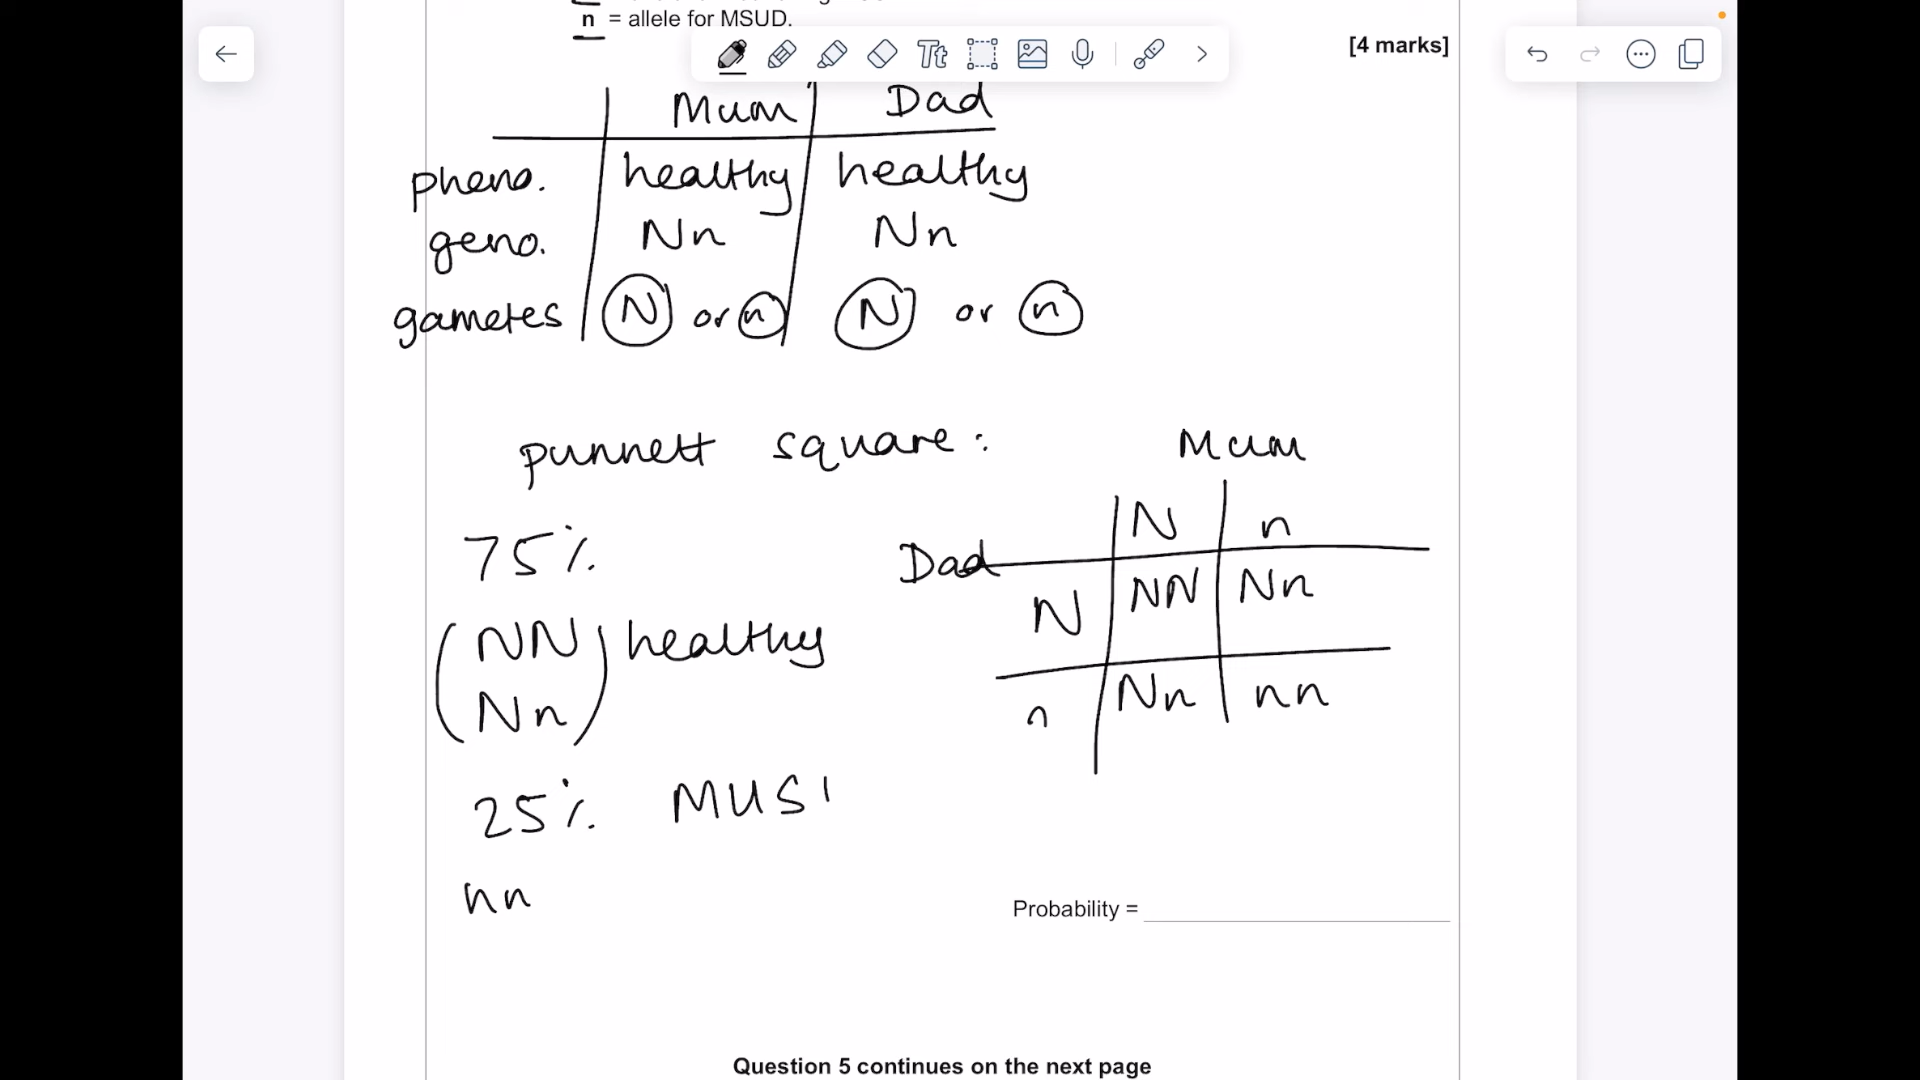 n = allele for MSUD.
Tt
[4 marks]
Mum Dad
pheno. healthy healthy
geno. Nn Nn
gametes N or n N or n
punnett square: Mum
N n
75% Dad
N NN Nn
(NN) healthy
n Nn nn
Nn
25% MUS
nn
Probability =
Question 5 continues on the next page